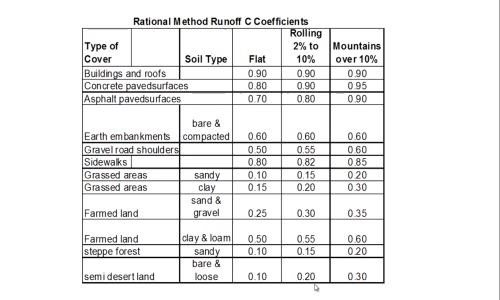 Rational Method Runoff C Coefficients
Type of Cover Soil Type Flat Rolling 2% to 10% Mountains over 10%
Buildings and roofs 0.90 0.90 0.90
Concrete pavedsurfaces 0.80 0.90 0.95
Asphalt pavedsurfaces 0.70 0.80 0.90
Earth embankments bare & compacted 0.60 0.60 0.60
Gravel road shoulders 0.50 0.55 0.60
Sidewalks 0.80 0.82 0.85
Grassed areas sandy 0.10 0.15 0.20
Grassed areas clay 0.15 0.20 0.30
Farmed land sand & gravel 0.25 0.30 0.35
Farmed land clay & loam 0.50 0.55 0.60
steppe forest sandy 0.10 0.15 0.20
semi desert land bare & loose 0.10 0.20 0.30